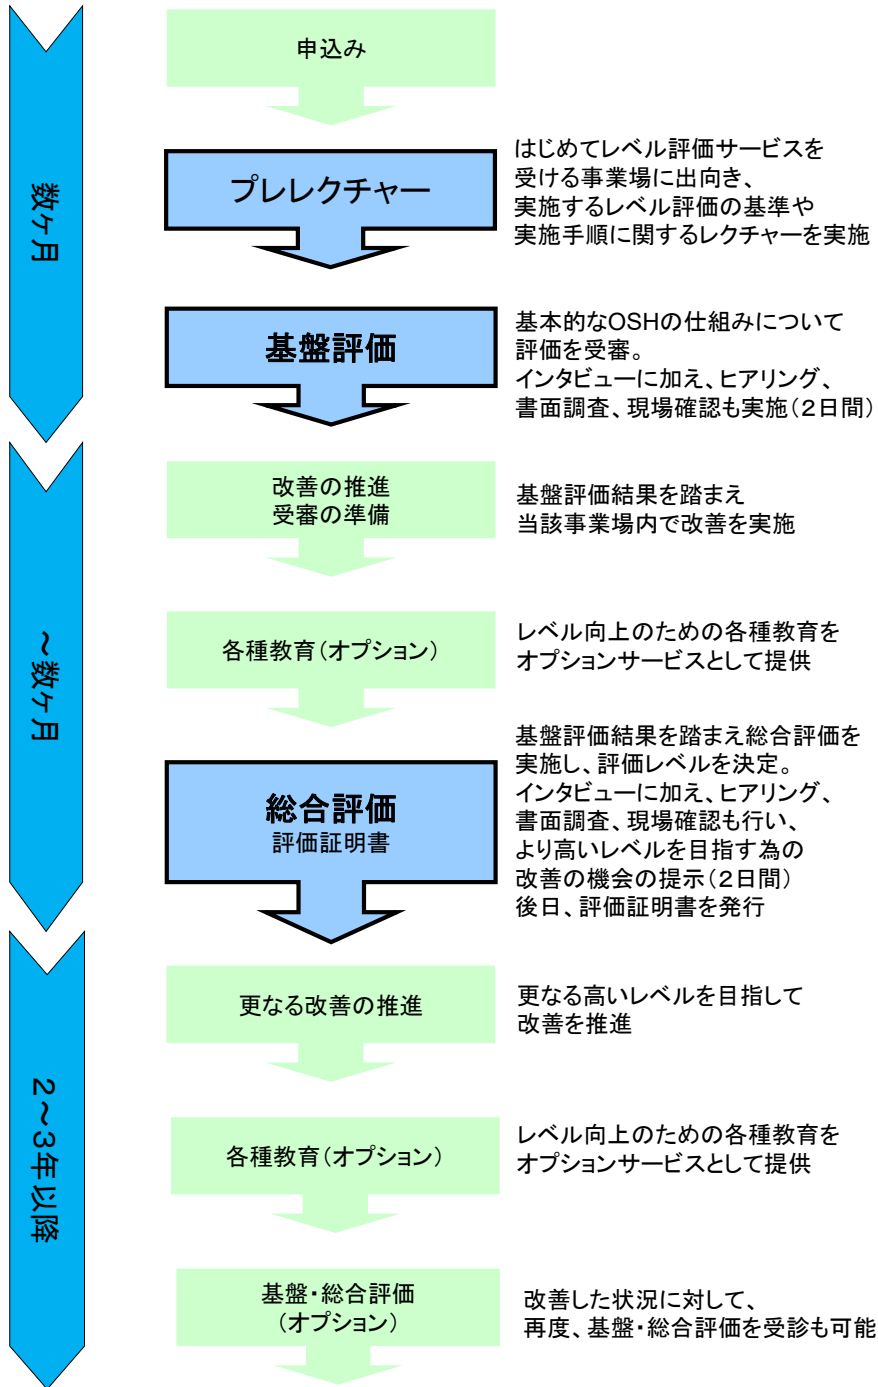 数ヶ月
申込み
プレレクチャー
はじめてレベル評価サービスを
受ける事業場に出向き、
実施するレベル評価の基準や
実施手順に関するレクチャーを実施
基盤評価
基本的なOSHの仕組みについて
評価を受審。
インタビューに加え、ヒアリング、
書面調査、現場確認も実施（２日間）
～数ヶ月
改善の推進
受審の準備
基盤評価結果を踏まえ
当該事業場内で改善を実施
各種教育（オプション）
レベル向上のための各種教育を
オプションサービスとして提供
総合評価
評価証明書
基盤評価結果を踏まえ総合評価を
実施し、評価レベルを決定。
インタビューに加え、ヒアリング、
書面調査、現場確認も行い、
より高いレベルを目指す為の
改善の機会の提示（２日間）
後日、評価証明書を発行
２～３年以降
更なる改善の推進
更なる高いレベルを目指して
改善を推進
各種教育（オプション）
レベル向上のための各種教育を
オプションサービスとして提供
基盤・総合評価
（オプション）
改善した状況に対して、
再度、基盤・総合評価を受診も可能